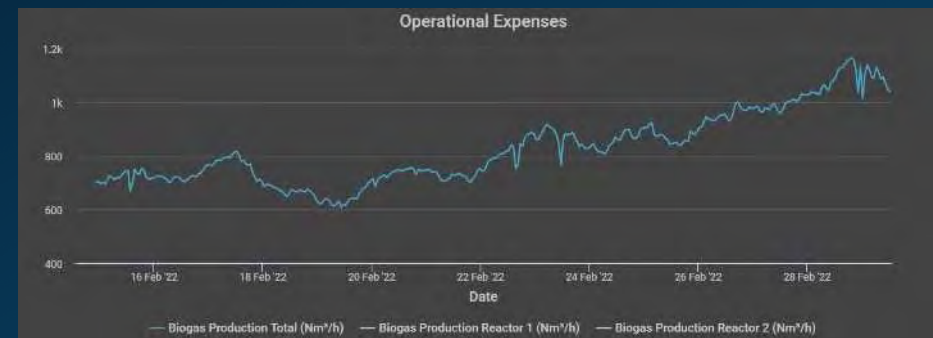 Operational Expenses
1.2k
1k
800
600
400
16 Feb '22 18 Feb '22 20 Feb '22 22 Feb '22 24 Feb '22 26 Feb '22 28 Feb '22
Date
Biogas Production Total (Nm³/h) Biogas Production Reactor 1 (Nm³/h) Biogas Production Reactor 2 (Nm³/h)